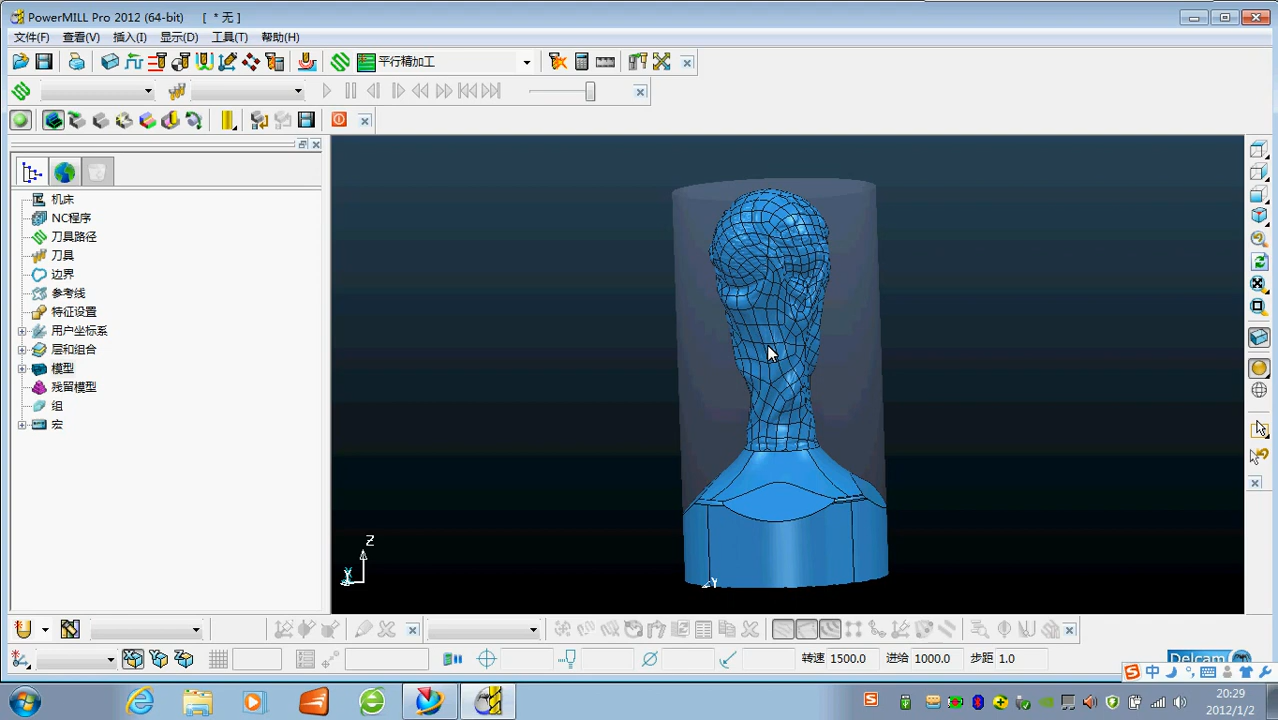 PowerMILL Pro 2012 (64-bit) [ * 无 ]
文件(F) 查看(V) 插入(I) 显示(D) 工具(T) 帮助(H)
平行精加工
机床
NC程序
刀具路径
刀具
边界
参考线
特征设置
用户坐标系
层和组合
模型
残留模型
组
宏
Z
X
Y
转速 1500.0 进给 1000.0 步距 1.0
Delcam
中
20:29
2012/1/2